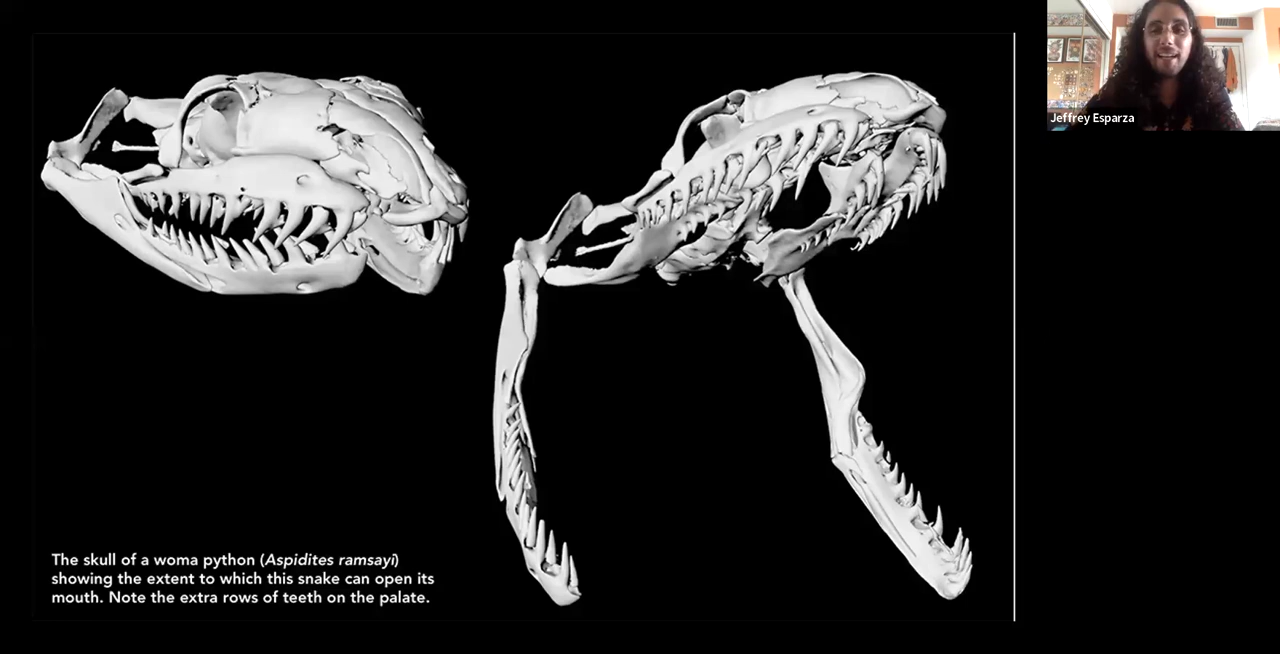 Jeffrey Esparza
The skull of a woma python (Aspidites ramsayi)
showing the extent to which this snake can open its
mouth. Note the extra rows of teeth on the palate.